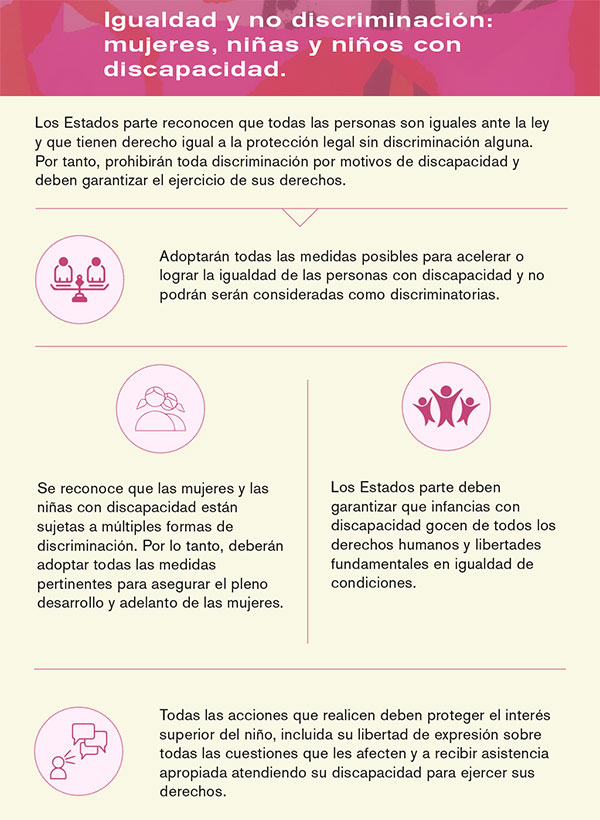 Igualdad y no discriminación:
mujeres, niñas y niños con
discapacidad.
Los Estados parte reconocen que todas las personas son iguales ante la ley
y que tienen derecho igual a la protección legal sin discriminación alguna.
Por tanto, prohibirán toda discriminación por motivos de discapacidad y
deben garantizar el ejercicio de sus derechos.
Adoptarán todas las medidas posibles para acelerar o
lograr la igualdad de las personas con discapacidad y no
podrán serán consideradas como discriminatorias.
Se reconoce que las mujeres y las
niñas con discapacidad están
sujetas a múltiples formas de
discriminación. Por lo tanto, deberán
adoptar todas las medidas
pertinentes para asegurar el pleno
desarrollo y adelanto de las mujeres.
Los Estados parte deben
garantizar que infancias con
discapacidad gocen de todos los
derechos humanos y libertades
fundamentales en igualdad de
condiciones.
Todas las acciones que realicen deben proteger el interés
superior del niño, incluida su libertad de expresión sobre
todas las cuestiones que les afecten y a recibir asistencia
apropiada atendiendo su discapacidad para ejercer sus
derechos.